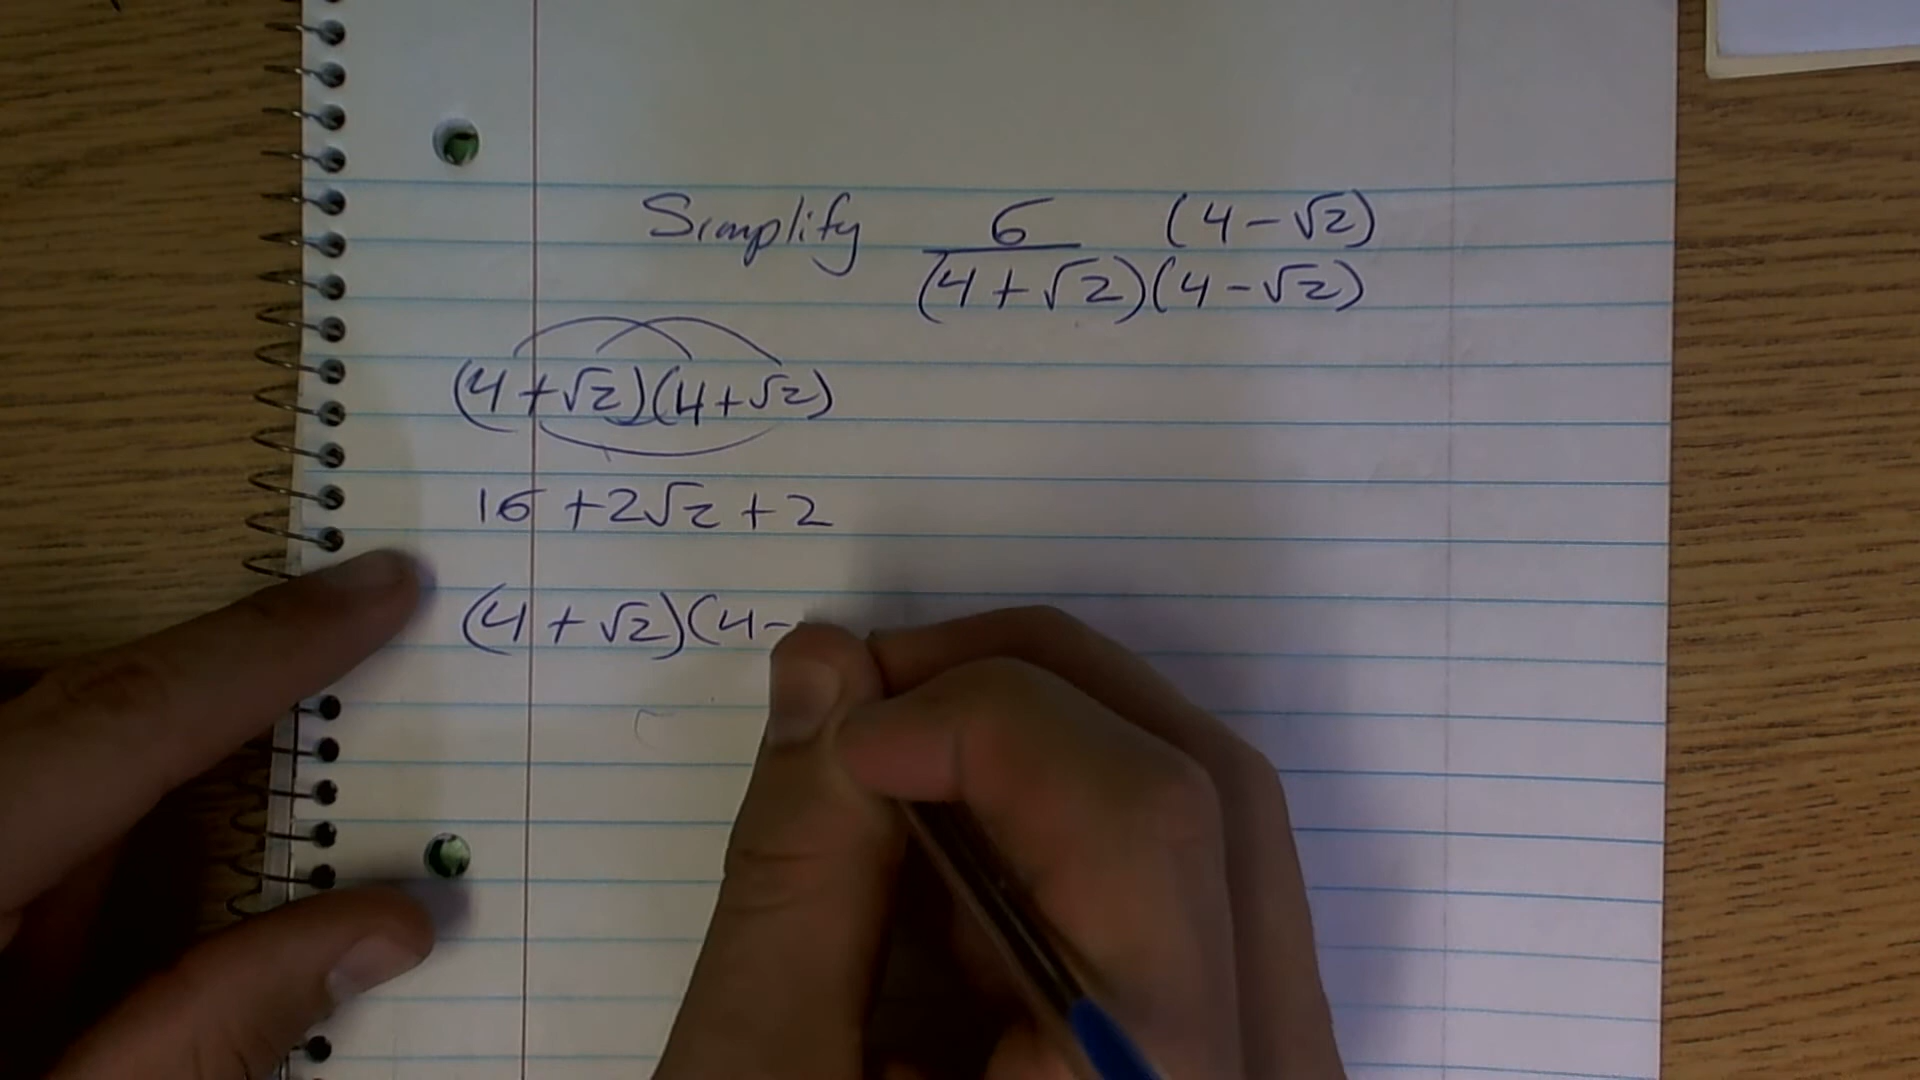 Simplify 6 (4-√2)
(4+√2)(4-√2)
(4+√2)(4+√2)
16 +2√2 +2
(4+√2)(4-